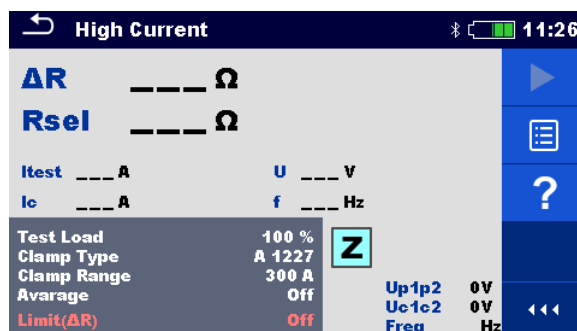 High Current 11:26
ΔR ___ Ω
Rsel ___ Ω
Itest ___ A U ___ V
Ic ___ A f ___ Hz
Test Load 100 %
Clamp Type A 1227
Clamp Range 300 A
Avarage Off
Limit(ΔR) Off
Z
Up1p2 0V
Uc1c2 0V
Freq Hz
?